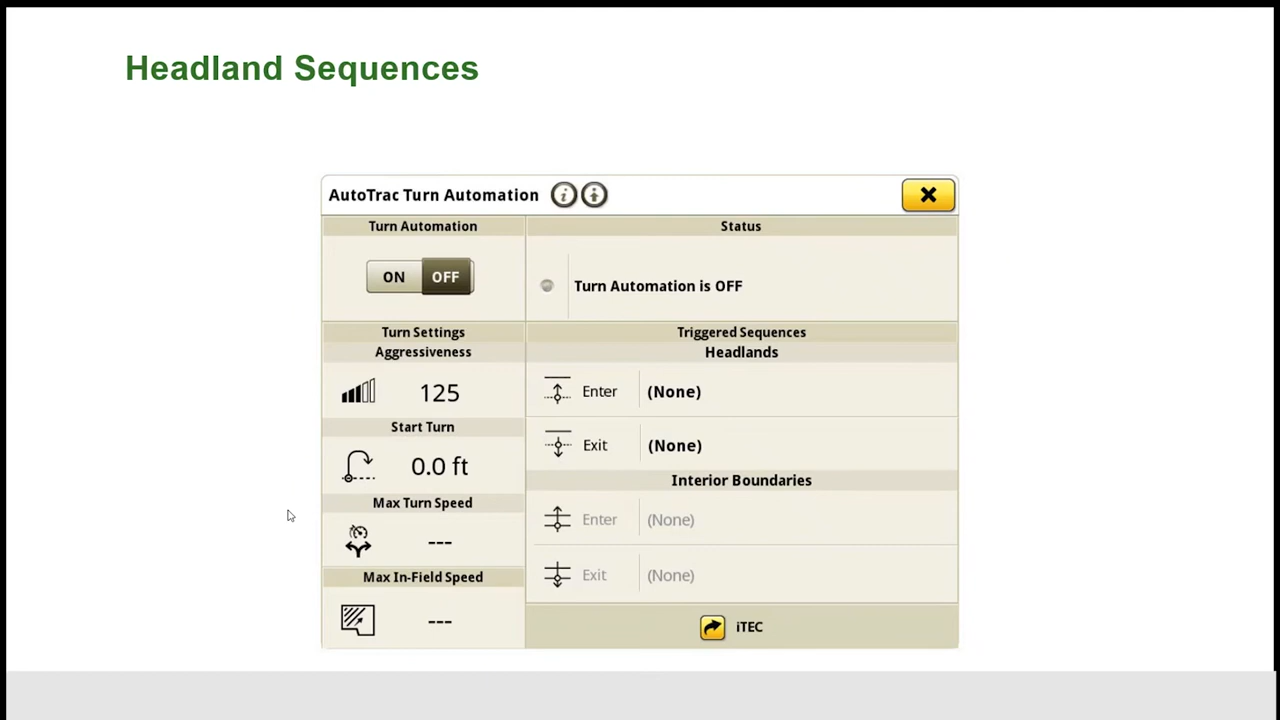 Headland Sequences
AutoTrac Turn Automation
Turn Automation
ON OFF
Status
Turn Automation is OFF
Turn Settings
Aggressiveness
125
Start Turn
0.0 ft
Max Turn Speed
---
Max In-Field Speed
---
Triggered Sequences
Headlands
Enter (None)
Exit (None)
Interior Boundaries
Enter (None)
Exit (None)
iTEC